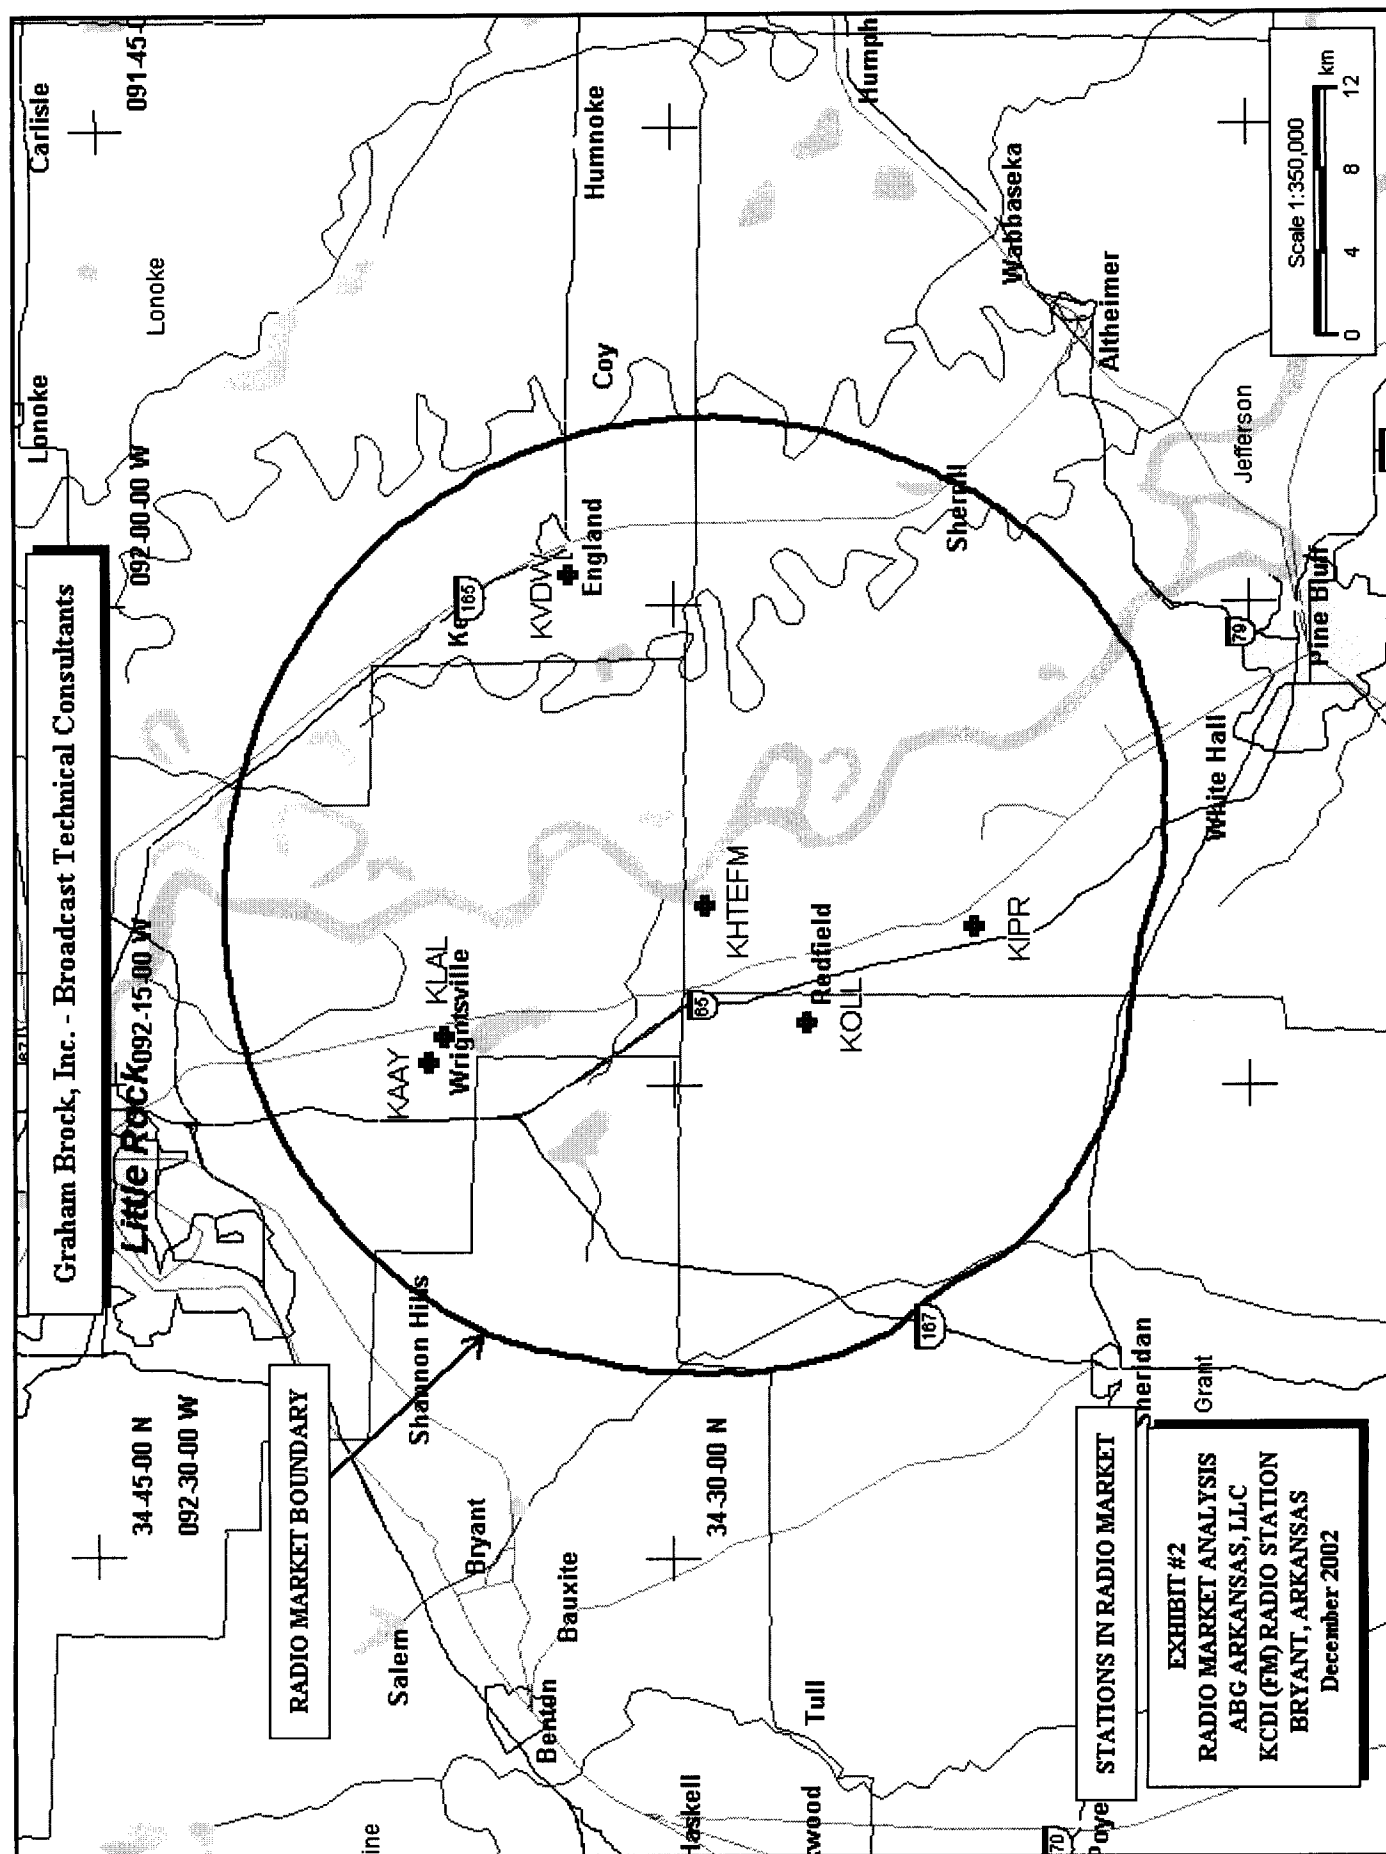 Graham Brock, Inc. - Broadcast Technical Consultants
Little Rock
092-15-00 W
092-00-00 W
091-45-
Lonoke
Carlisle
Lonoke
34-45-00 N
092-30-00 W
RADIO MARKET BOUNDARY
Shannon Hills
Salem
Bryant
Bauxite
Benton
Haskell
Tull
34-30-00 N
KAAY
KLAL
Wrightsville
165
KVDW
England
Coy
Humnoke
65
KHTEFM
Redfield
KOLL
KIPR
Sherrill
Wabbaseka
Altheimer
Humph
Jefferson
79
Pine Bluff
White Hall
167
heridan
Grant
70
Poye
STATIONS IN RADIO MARKET
EXHIBIT #2
RADIO MARKET ANALYSIS
ABG ARKANSAS, LLC
KCDI (FM) RADIO STATION
BRYANT, ARKANSAS
December 2002
Scale 1:350,000
0 4 8 12 km